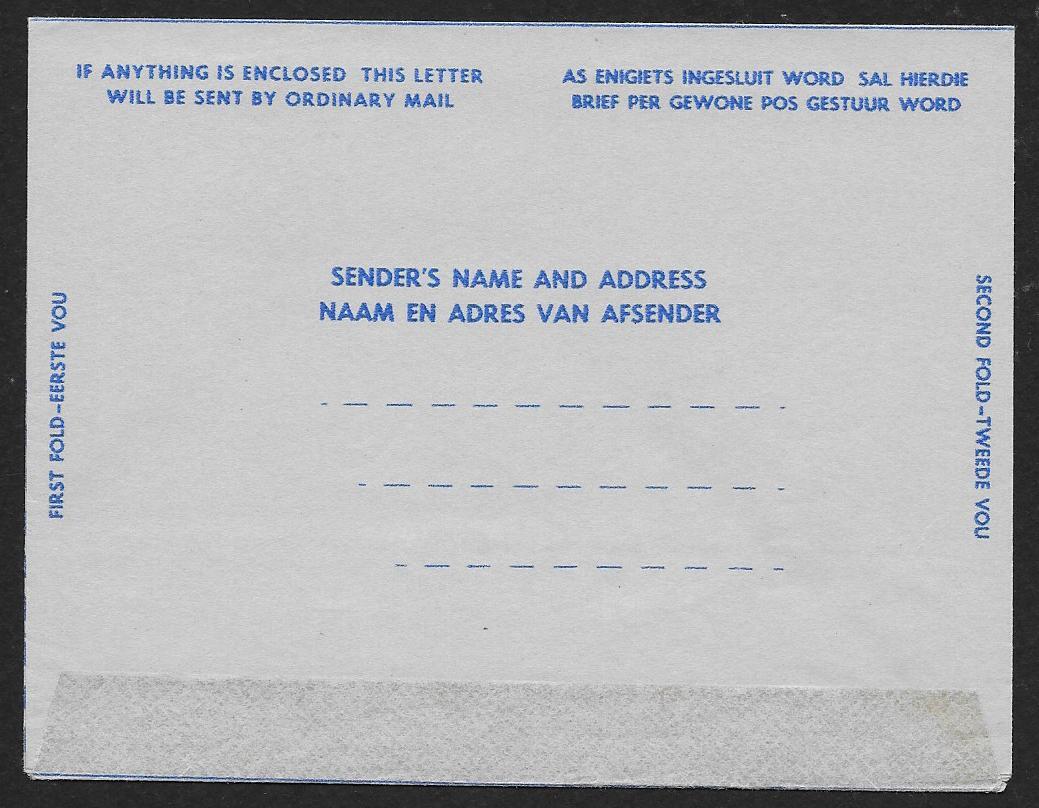 IF ANYTHING IS ENCLOSED THIS LETTER
WILL BE SENT BY ORDINARY MAIL
AS ENIGIETS INGESLUIT WORD SAL HIERDIE
BRIEF PER GEWONE POS GESTUUR WORD
SENDER'S NAME AND ADDRESS
NAAM EN ADRES VAN AFSENDER
FIRST FOLD-EERSTE VOU
SECOND FOLD-TWEEDE VOU